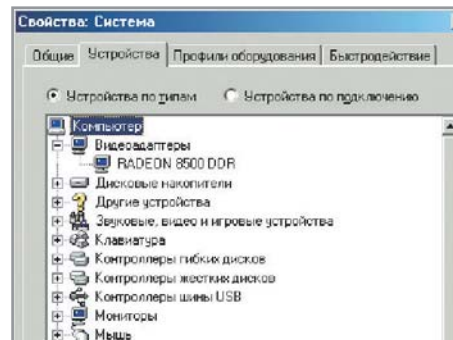 Свойства: Система
Общие Устройства Профили оборудования Быстродействие
Устройства по типам Устройства по подключению
Компьютер
Видеоадаптеры
RADEON 8500 DDR
Дисковые накопители
Другие устройства
Звуковые, видео и игровые устройства
Клавиатура
Контроллеры гибких дисков
Контроллеры жестких дисков
Контроллеры шины USB
Мониторы
Мышь